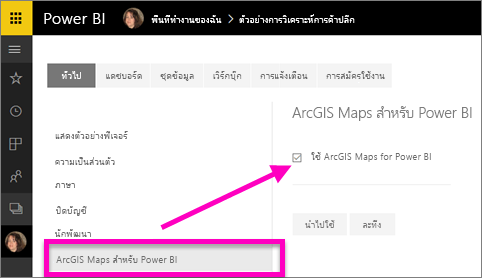 Power BI พื้นที่ทำงานของฉัน > ตัวอย่างการวิเคราะห์การค้าปลีก
ทั่วไป แดชบอร์ด ชุดข้อมูล เวิร์กบุ๊ก การแจ้งเตือน การสมัครใช้งาน
แสดงตัวอย่างฟีเจอร์
ความเป็นส่วนตัว
ภาษา
ปิดบัญชี
นักพัฒนา
ArcGIS Maps สำหรับ Power BI
ArcGIS Maps สำหรับ Power BI
ใช้ ArcGIS Maps for Power BI
นำไปใช้ ละทิ้ง